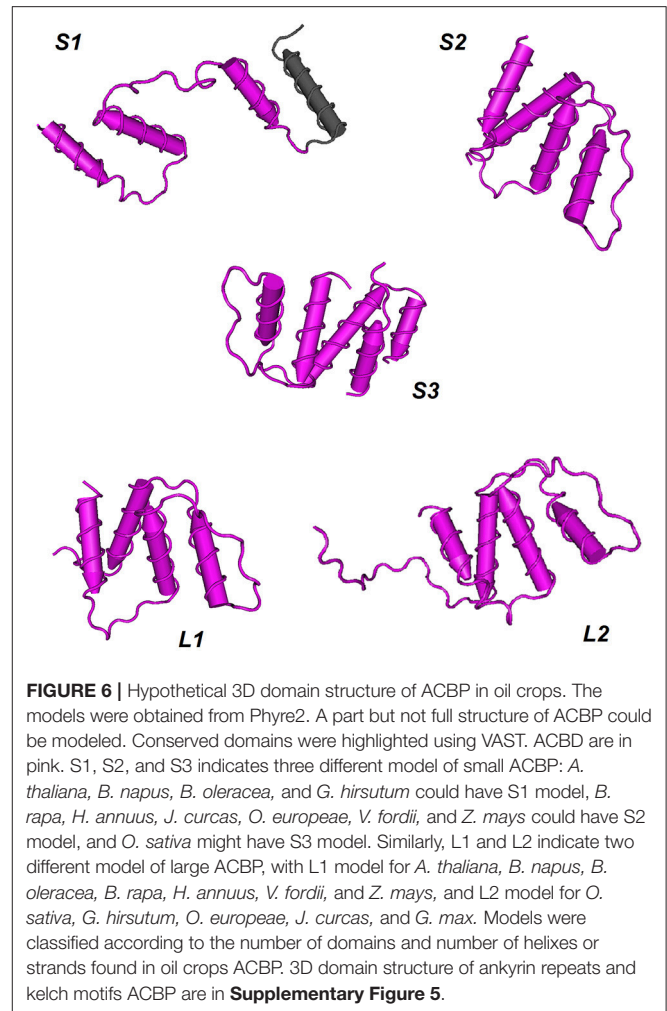 S1
S2
S3
L1
L2
FIGURE 6 | Hypothetical 3D domain structure of ACBP in oil crops. The
models were obtained from Phyre2. A part but not full structure of ACBP could
be modeled. Conserved domains were highlighted using VAST. ACBD are in
pink. S1, S2, and S3 indicates three different model of small ACBP: A.
thaliana, B. napus, B. oleracea, and G. hirsutum could have S1 model, B.
rapa, H. annuus, J. curcas, O. europeae, V. fordii, and Z. mays could have S2
model, and O. sativa might have S3 model. Similarly, L1 and L2 indicate two
different model of large ACBP, with L1 model for A. thaliana, B. napus, B.
oleracea, B. rapa, H. annuus, V. fordii, and Z. mays, and L2 model for O.
sativa, G. hirsutum, O. europeae, J. curcas, and G. max. Models were
classified according to the number of domains and number of helixes or
strands found in oil crops ACBP. 3D domain structure of ankyrin repeats and
kelch motifs ACBP are in Supplementary Figure 5.